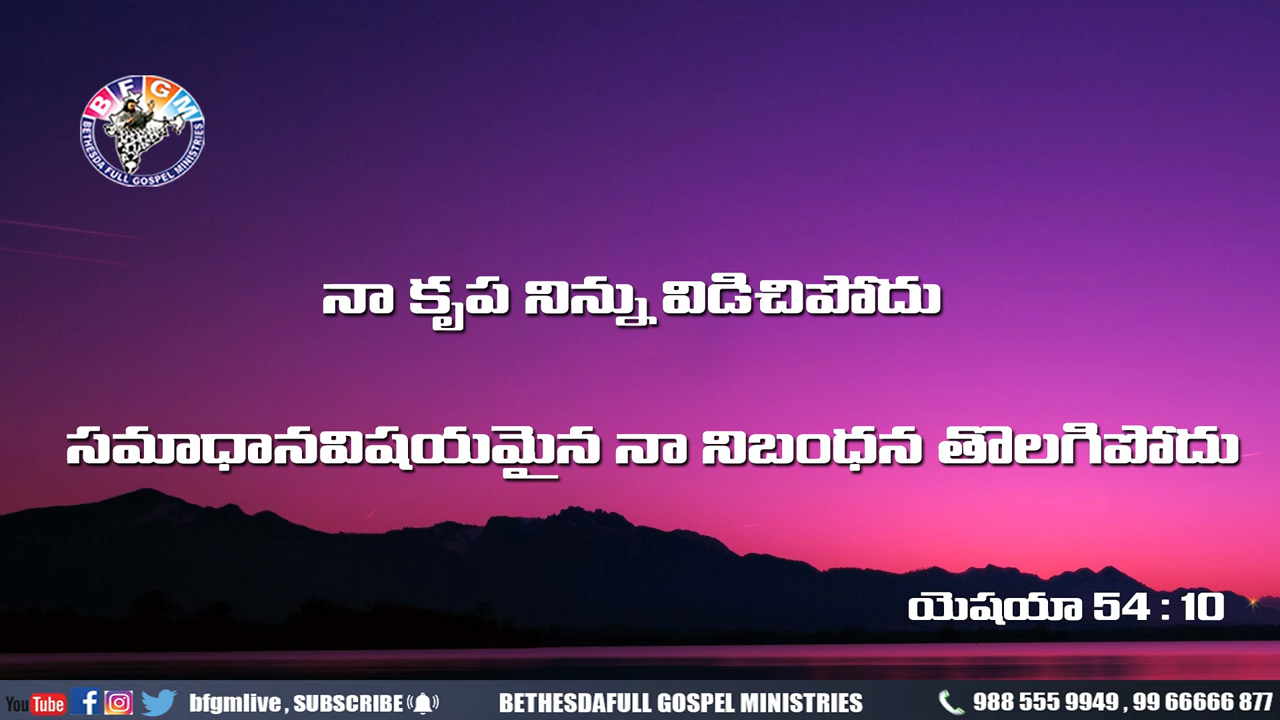 BFGM
BETHESDA FULL GOSPEL MINISTRIES
నా కృప నిన్ను విడిచిపోదు
సమాధానవిషయమైన నా నిబంధన తొలగిపోదు
యెషయా 54 : 10
YouTube bfgmlive , SUBSCRIBE BETHESDAFULL GOSPEL MINISTRIES 988 555 9949 , 99 66666 877